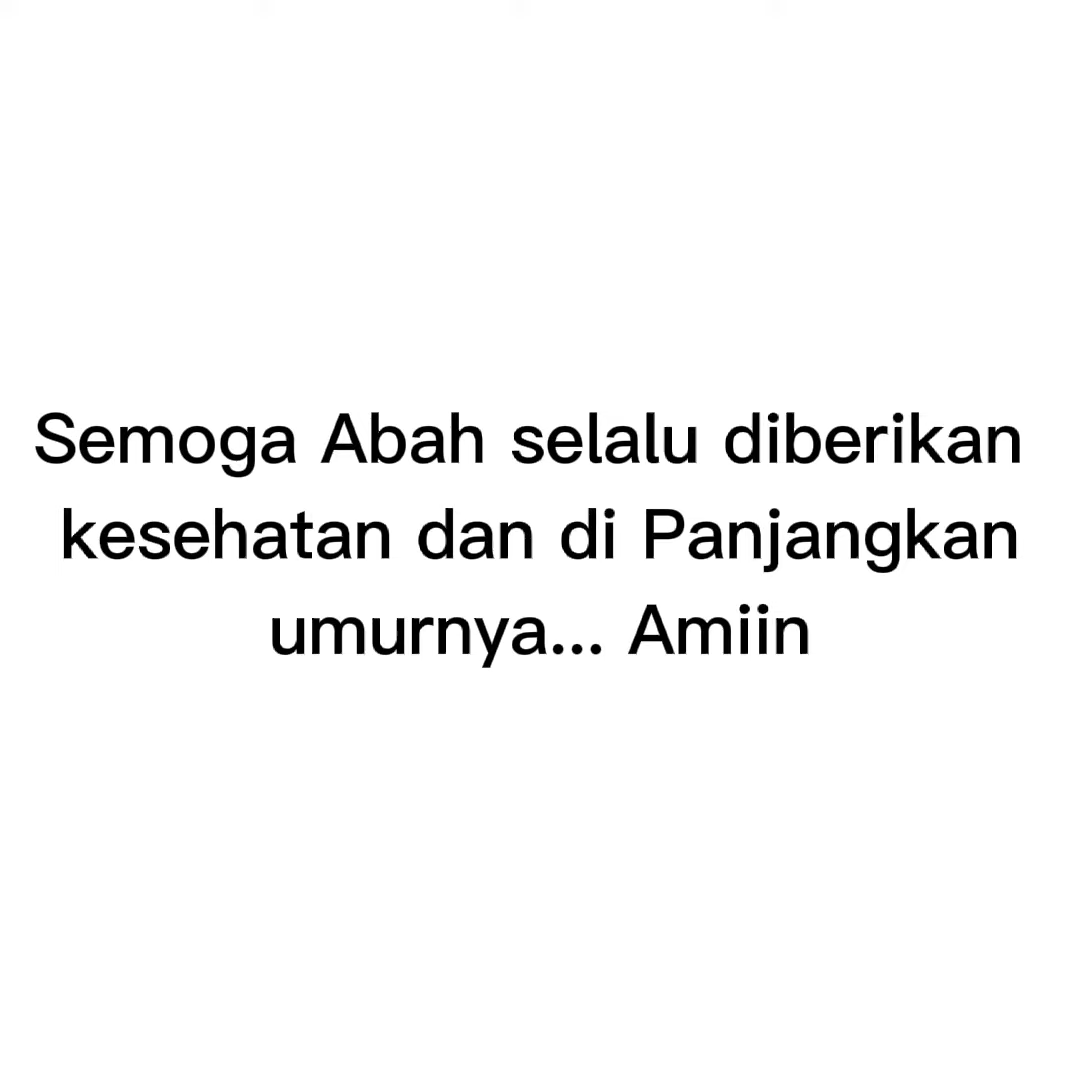 Semoga Abah selalu diberikan
kesehatan dan di Panjangkan
umurnya... Amiin